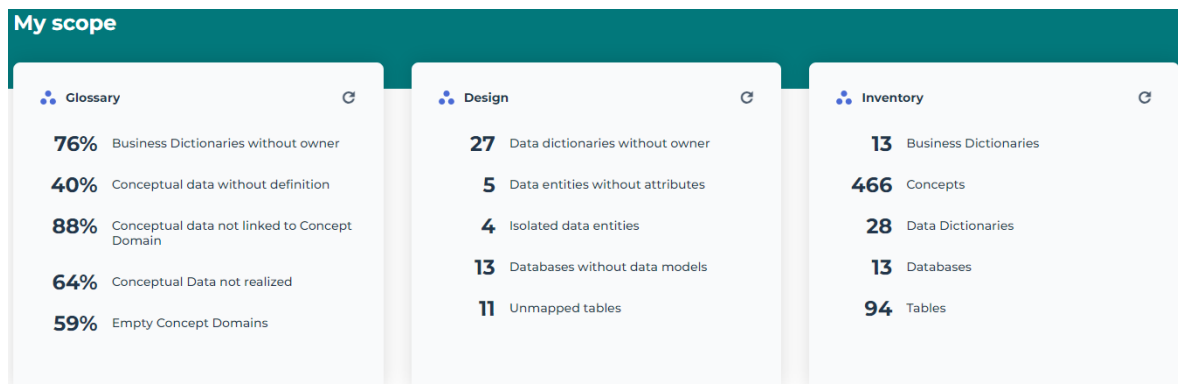 My scope
Glossary
76% Business Dictionaries without owner
40% Conceptual data without definition
88% Conceptual data not linked to Concept
Domain
64% Conceptual Data not realized
59% Empty Concept Domains
Design
27 Data dictionaries without owner
5 Data entities without attributes
4 Isolated data entities
13 Databases without data models
11 Unmapped tables
Inventory
13 Business Dictionaries
466 Concepts
28 Data Dictionaries
13 Databases
94 Tables